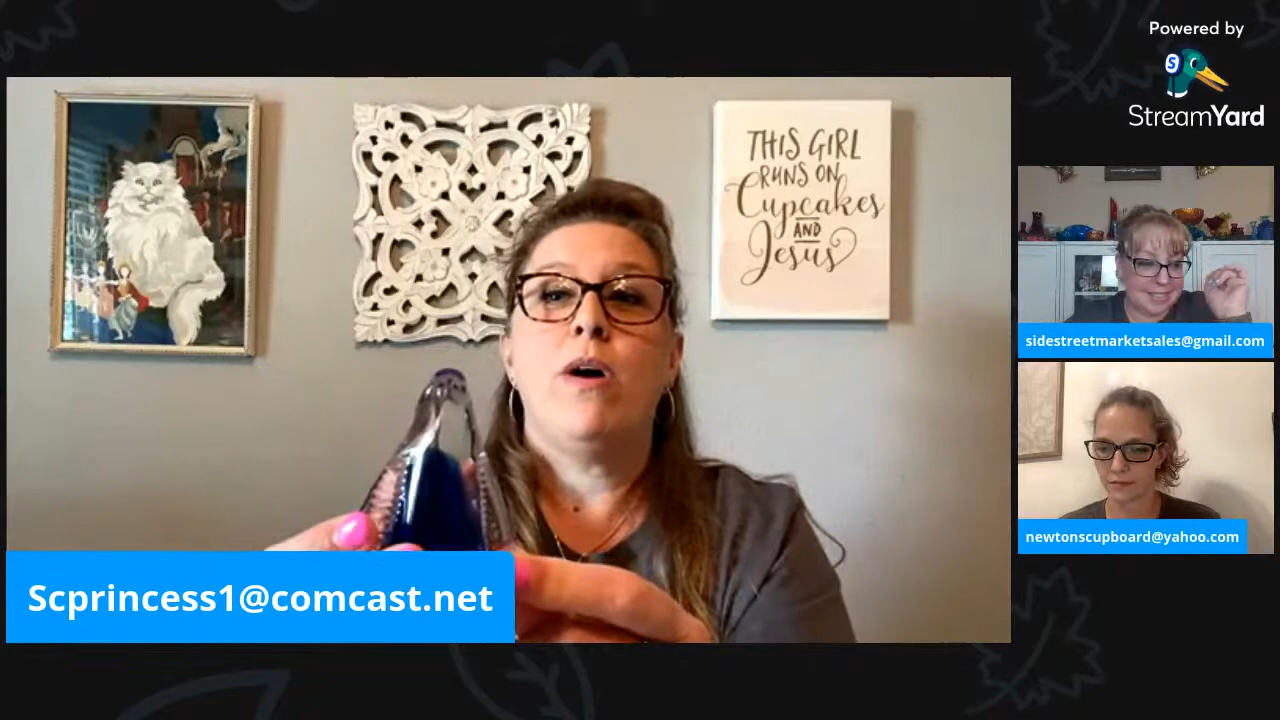 Powered by
StreamYard
THIS GIRL
RUNS ON
Cupcakes
AND
Jesus
sidestreetmarketsales@gmail.com
newtonscupboard@yahoo.com
Scprincess1@comcast.net